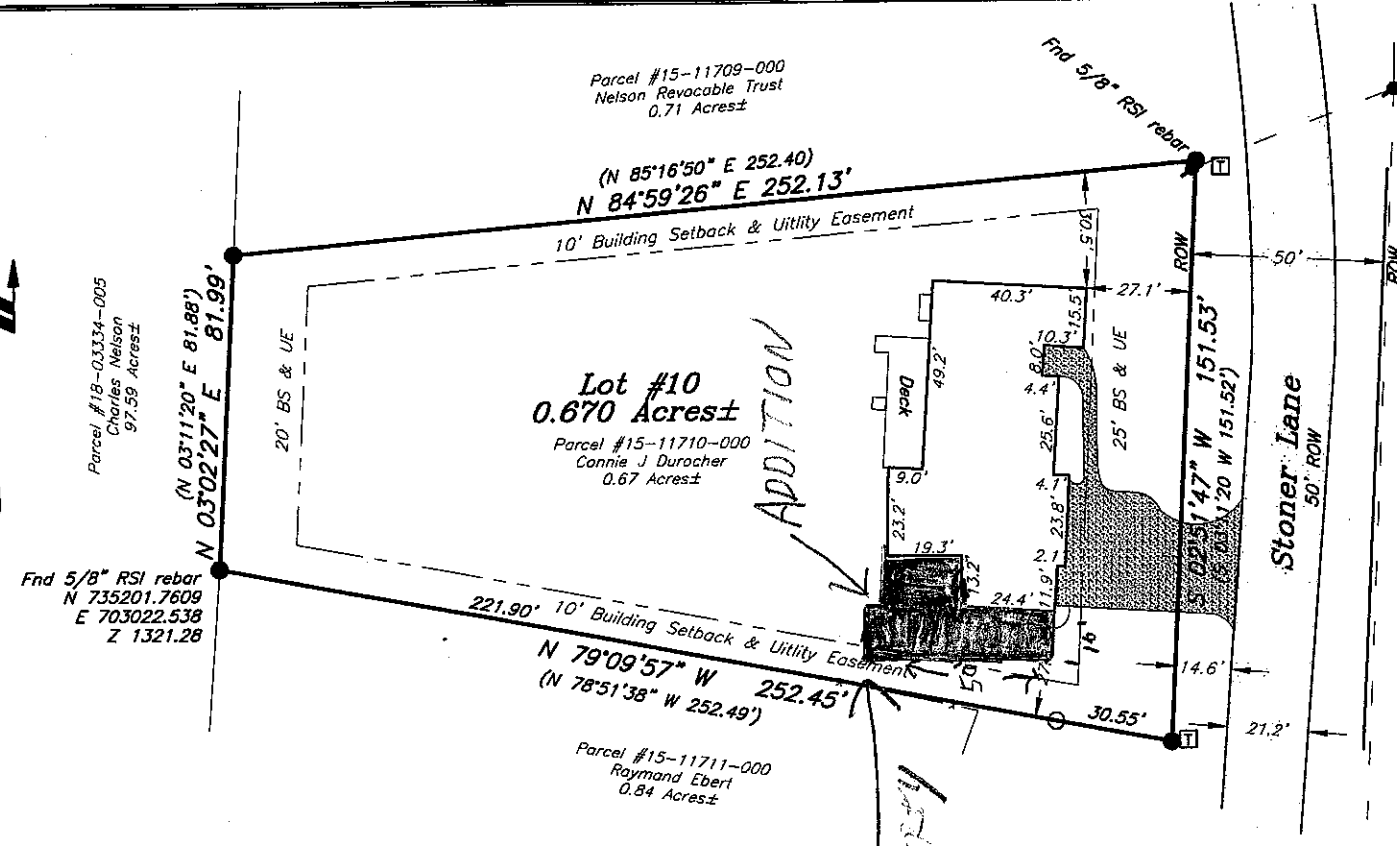 Parcel #15-11709-000
Nelson Revocable Trust
0.71 Acres±
Fnd 5/8" RSI rebar
(N 85°16'50" E 252.40)
N 84°59'26" E 252.13'
10' Building Setback & Uitlity Easement
30.5'
ROW
50'
ROW
Parcel #18-03334-005
Charles Nelson
97.59 Acres±
(N 03°11'20" E 81.88')
N 03°02'27" E 81.99'
20' BS & UE
40.3'
15.5'
27.1'
10.3'
8.0'
4.4'
49.2'
Deck
25.6'
25' BS & UE
Lot #10
0.670 Acres±
Parcel #15-11710-000
Connie J Durocher
0.67 Acres±
ADDITION
9.0'
4.1'
23.2'
23.8'
19.3'
2.1'
13.2'
24.4'
11.9'
S 02°51'47" W 151.53'
11'20 W 151.52')
Stoner Lane
50' ROW
Fnd 5/8" RSI rebar
N 735201.7609
E 703022.538
Z 1321.28
221.90'
10' Building Setback & Uitlity Easement
N 79°09'57" W 252.45'
(N 78°51'38" W 252.49')
50
16
14.6'
30.55'
21.2'
T
T
Parcel #15-11711-000
Raymand Ebert
0.84 Acres±